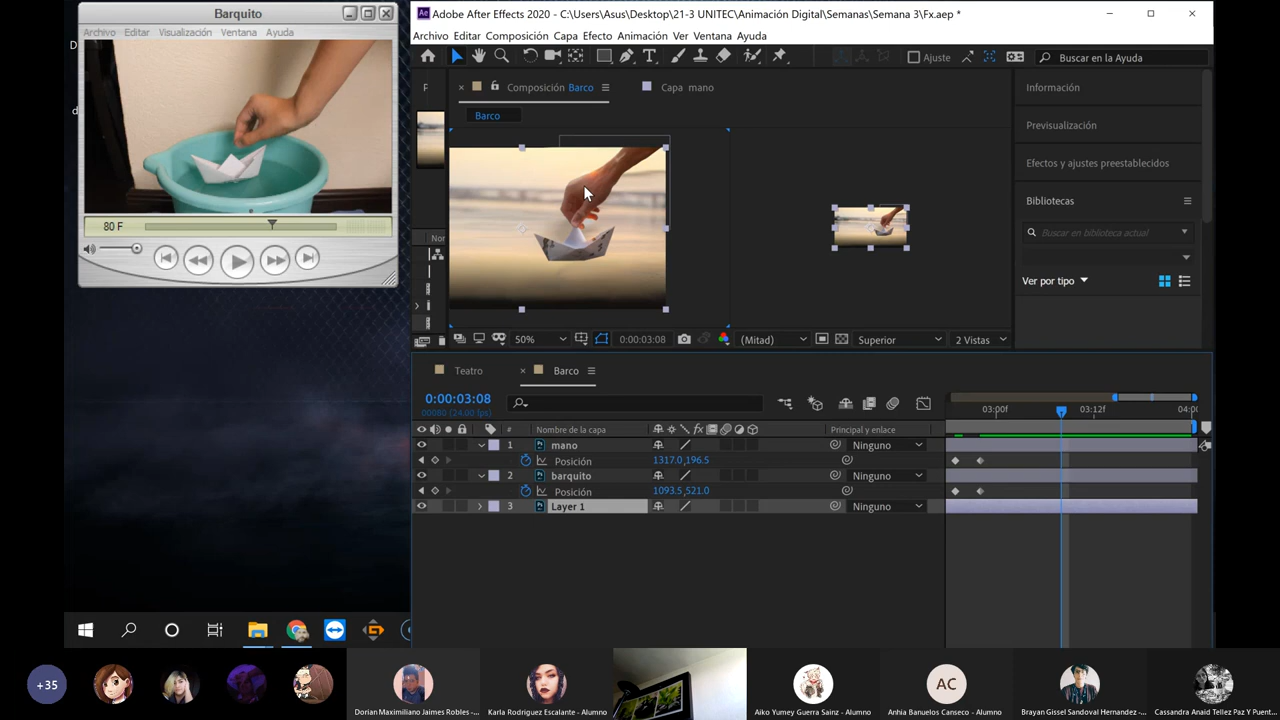 Barquito
Archivo Editar Visualización Ventana Ayuda
80 F
Adobe After Effects 2020 - C:\Users\Asus\Desktop\21-3 UNITEC\Animación Digital\Semanas\Semana 3\Fx.aep *
Archivo Editar Composición Capa Efecto Animación Ver Ventana Ayuda
Ajuste
Buscar en la Ayuda
Composición Barco
Capa mano
Barco
Información
Previsualización
Efectos y ajustes preestablecidos
Bibliotecas
Buscar en biblioteca actual
Ver por tipo
50%
0:00:03:08
(Mitad)
Superior
2 Vistas
Teatro
Barco
0:00:03:08
00080 (24.00 fps)
# Nombre de la capa
Principal y enlace
03:00f
03:12f
04:0
1 mano
Ninguno
Posición
1317.0,196.5
2 barquito
Ninguno
Posición
1093.5,521.0
3 Layer 1
Ninguno
+35
Dorian Maximiliano Jaimes Robles -...
Karla Rodriguez Escalante - Alumno
Aiko Yumey Guerra Sainz - Alumno
AC
Anhia Banuelos Canseco - Alumno
Brayan Gissel Sandoval Hernandez -...
Cassandra Anaid Tellez Paz Y Puent...